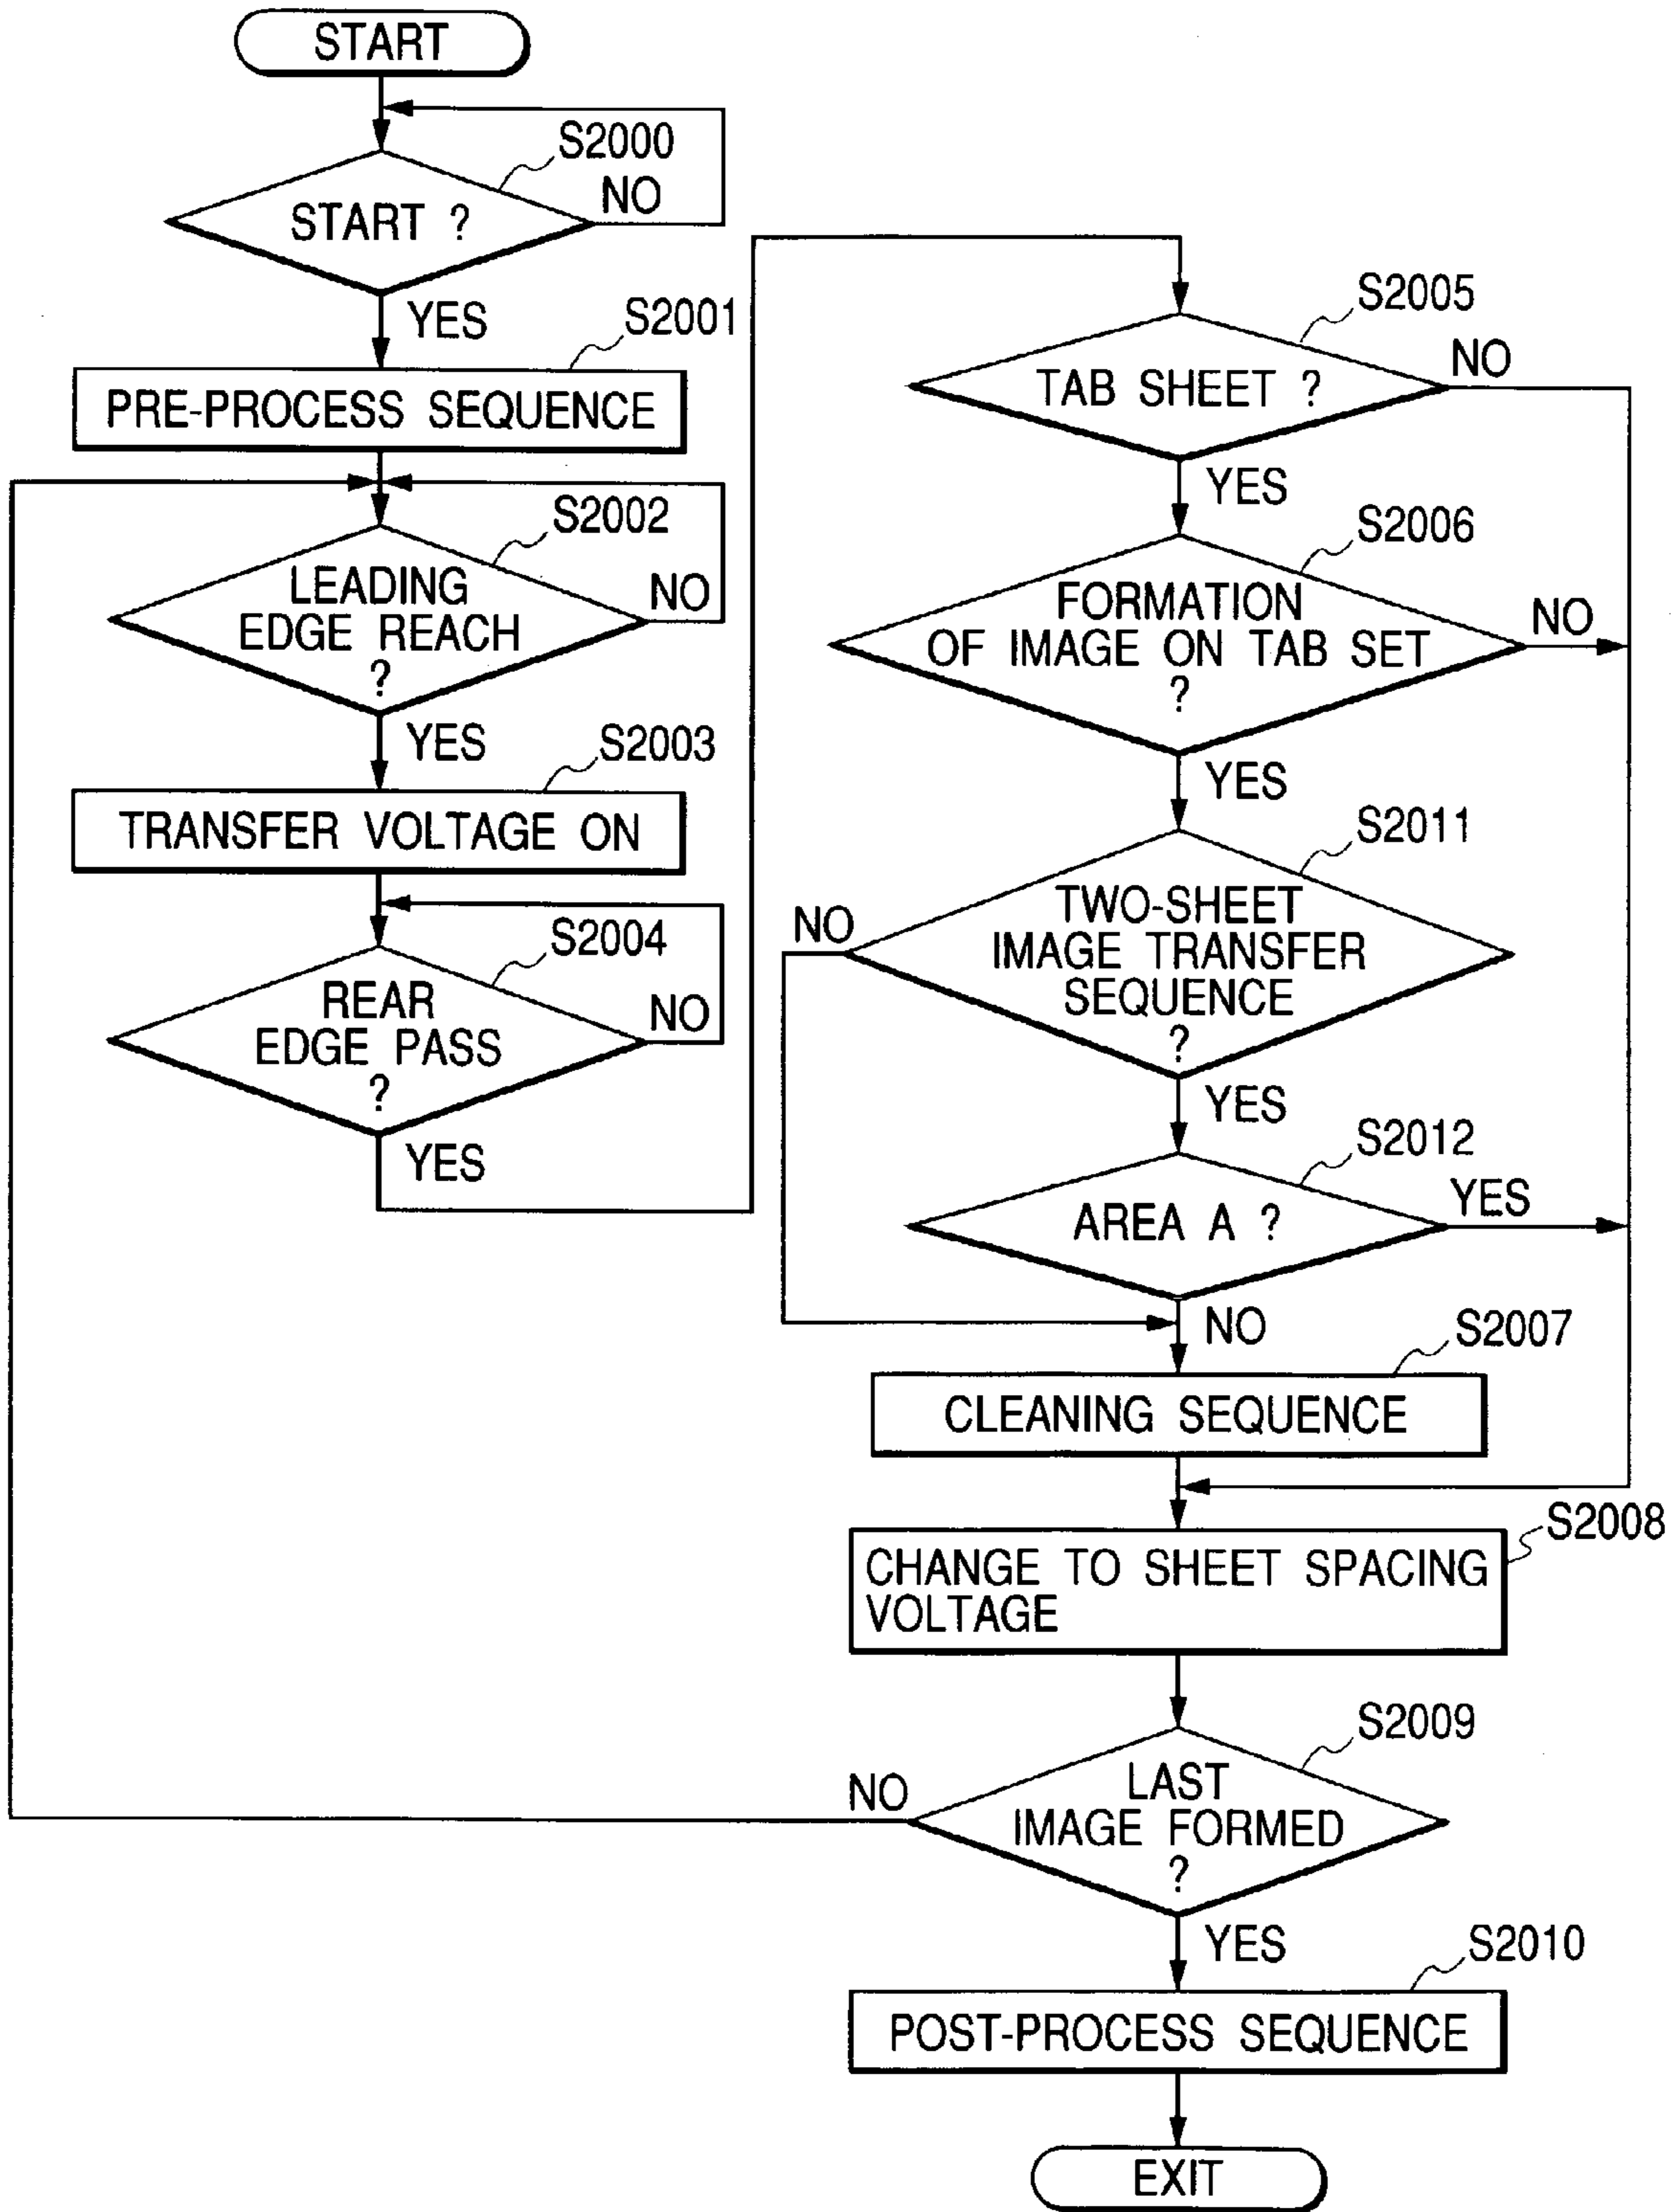 START
S2000
START ?
NO
YES
S2001
PRE-PROCESS SEQUENCE
S2002
LEADING
EDGE REACH
?
NO
YES
S2003
TRANSFER VOLTAGE ON
S2004
REAR
EDGE PASS
?
NO
YES
S2005
TAB SHEET ?
NO
YES
S2006
FORMATION
OF IMAGE ON TAB SET
?
NO
YES
S2011
TWO-SHEET
IMAGE TRANSFER
SEQUENCE
?
NO
YES
S2012
AREA A ?
YES
NO
S2007
CLEANING SEQUENCE
S2008
CHANGE TO SHEET SPACING
VOLTAGE
S2009
LAST
IMAGE FORMED
?
NO
YES
S2010
POST-PROCESS SEQUENCE
EXIT